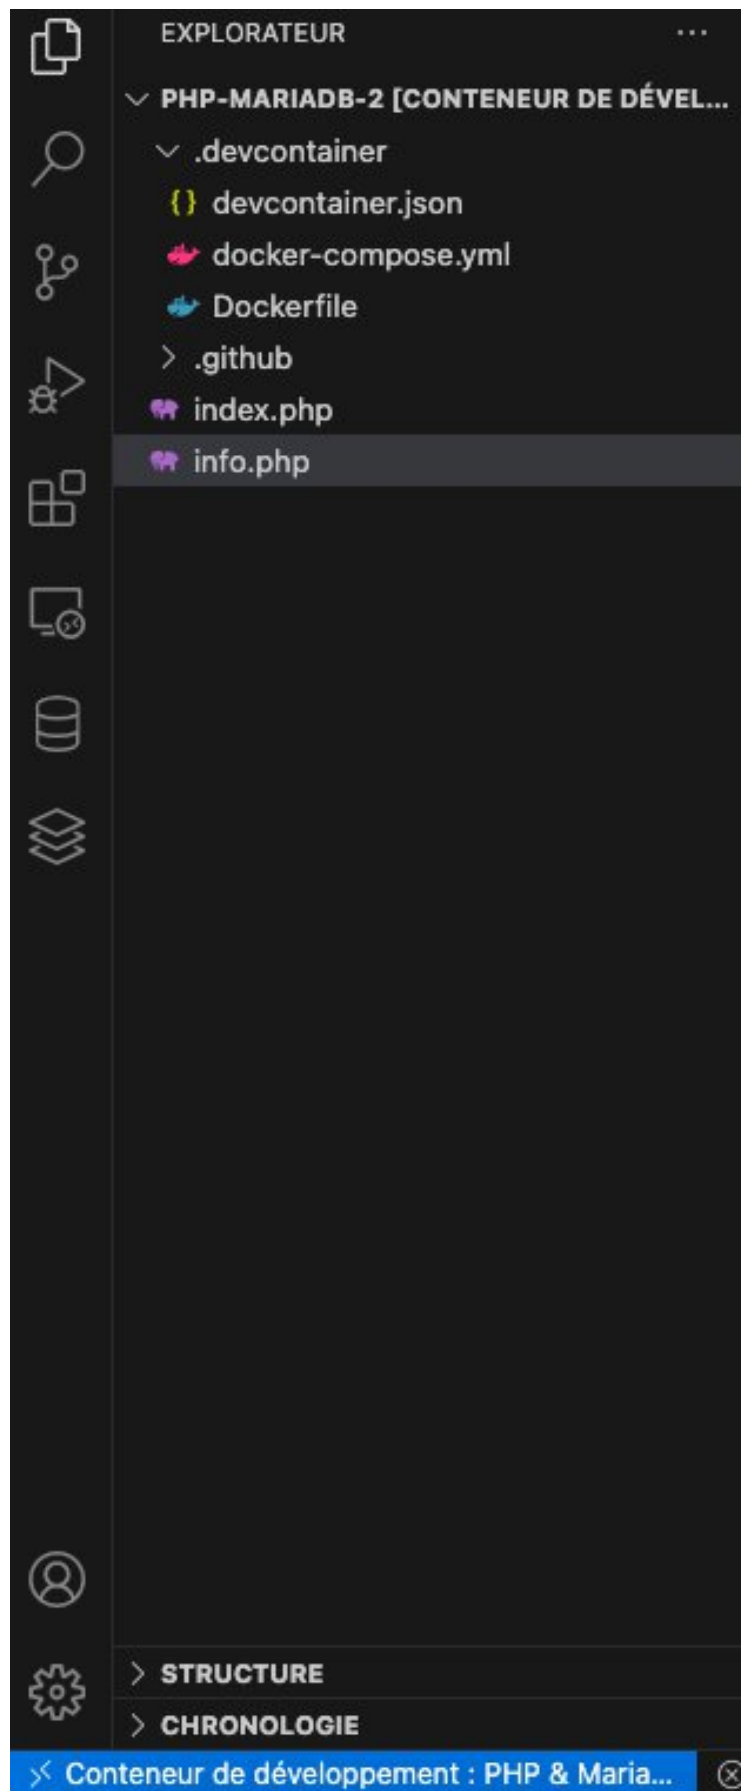 EXPLORATEUR ...
PHP-MARIADB-2 [CONTENEUR DE DÉVEL...
.devcontainer
{} devcontainer.json
docker-compose.yml
Dockerfile
.github
index.php
info.php
STRUCTURE
CHRONOLOGIE
Conteneur de développement : PHP & Maria...